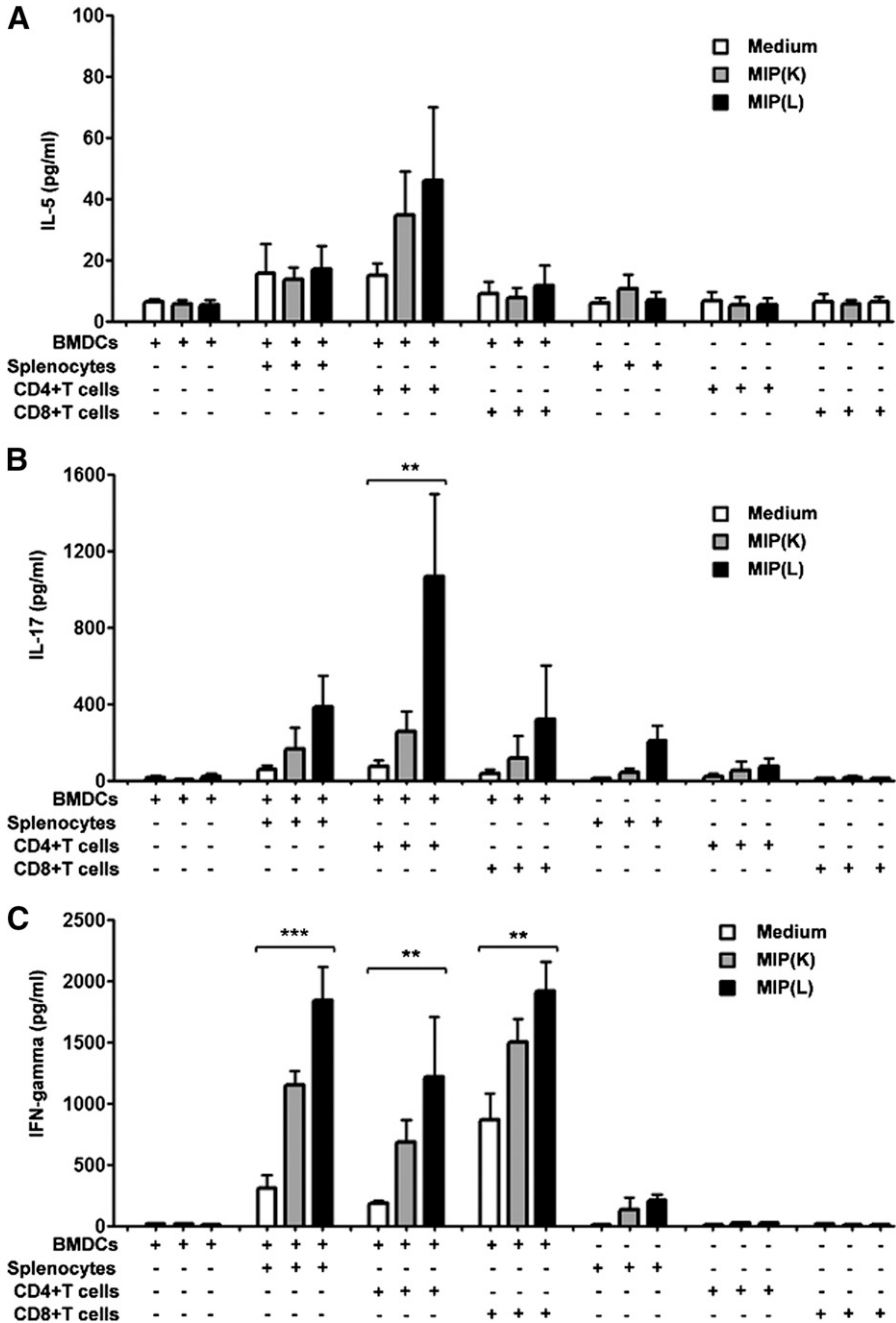 A
100
80
60
40
20
0
IL-5 (pg/ml)
Medium
MIP(K)
MIP(L)
BMDCs + + + + + + + + + + + + - - - - - - - - -
Splenocytes - - - + + + - - - - - - + + + - - - - - -
CD4+T cells - - - - - - + + + - - - - - - + + + - - -
CD8+T cells - - - - - - - - - + + + - - - - - - + + +
B
1600
1200
800
400
0
IL-17 (pg/ml)
**
Medium
MIP(K)
MIP(L)
BMDCs + + + + + + + + + + + + - - - - - - - - -
Splenocytes - - - + + + - - - - - - + + + - - - - - -
CD4+T cells - - - - - - + + + - - - - - - + + + - - -
CD8+T cells - - - - - - - - - + + + - - - - - - + + +
C
2500
2000
1500
1000
500
0
IFN-gamma (pg/ml)
*** ** **
Medium
MIP(K)
MIP(L)
BMDCs + + + + + + + + + + + + - - - - - - - - -
Splenocytes - - - + + + - - - - - - + + + - - - - - -
CD4+T cells - - - - - - + + + - - - - - - + + + - - -
CD8+T cells - - - - - - - - - + + + - - - - - - + + +